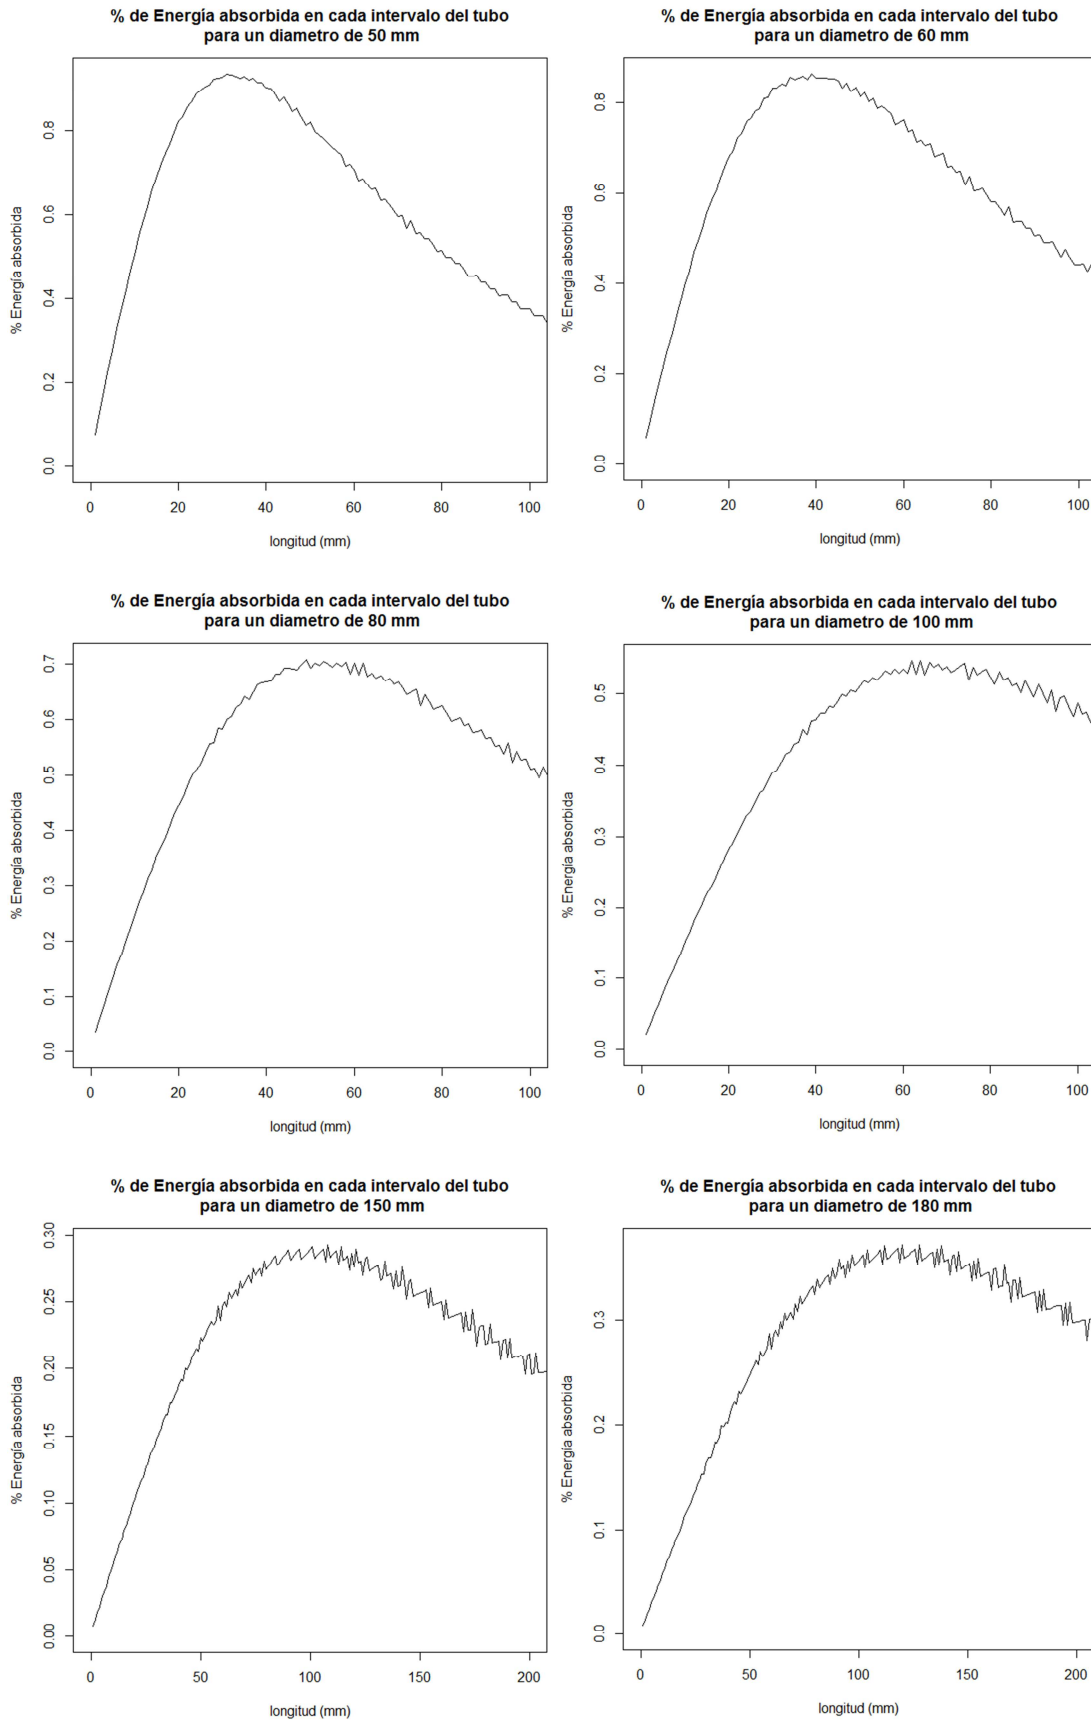 % de Energía absorbida en cada intervalo del tubo
para un diametro de 50 mm
% Energía absorbida
0.0
0.2
0.4
0.6
0.8
0
20
40
60
80
100
longitud (mm)
% de Energía absorbida en cada intervalo del tubo
para un diametro de 60 mm
% Energía absorbida
0.0
0.2
0.4
0.6
0.8
0
20
40
60
80
100
longitud (mm)
% de Energía absorbida en cada intervalo del tubo
para un diametro de 80 mm
% Energía absorbida
0.0
0.1
0.2
0.3
0.4
0.5
0.6
0.7
0
20
40
60
80
100
longitud (mm)
% de Energía absorbida en cada intervalo del tubo
para un diametro de 100 mm
% Energía absorbida
0.0
0.1
0.2
0.3
0.4
0.5
0
20
40
60
80
100
longitud (mm)
% de Energía absorbida en cada intervalo del tubo
para un diametro de 150 mm
% Energía absorbida
0.00
0.05
0.10
0.15
0.20
0.25
0.30
0
50
100
150
200
longitud (mm)
% de Energía absorbida en cada intervalo del tubo
para un diametro de 180 mm
% Energía absorbida
0.0
0.1
0.2
0.3
0
50
100
150
200
longitud (mm)